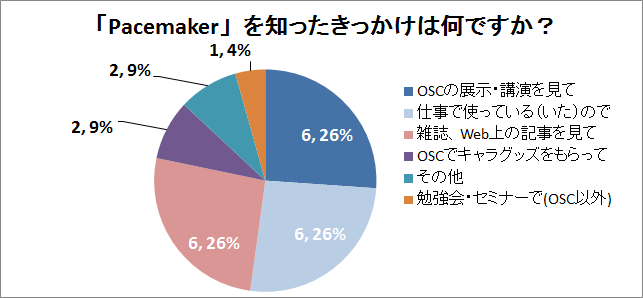 「Pacemaker」を知ったきっかけは何ですか？
1, 4%
2, 9%
2, 9%
6, 26%
6, 26%
6, 26%
OSCの展示・講演を見て
仕事で使っている（いた）ので
雑誌、Web上の記事を見て
OSCでキャラグッズをもらって
その他
勉強会・セミナーで(OSC以外)